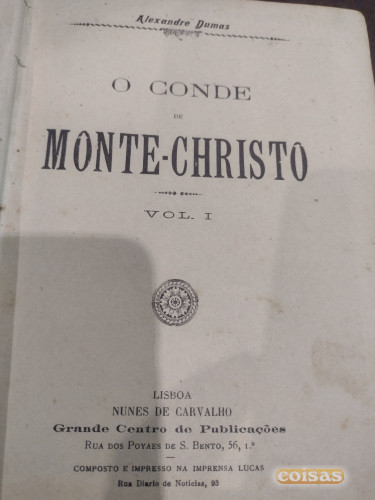 Alexandre Dumas
O CONDE
DE
MONTE-CHRISTO
VOL. I
LISBOA
NUNES DE CARVALHO
Grande Centro de Publicações
RUA DOS POYAES DE S. BENTO, 56, 1.º
COMPOSTO E IMPRESSO NA IMPRENSA LUCAS
Rua Diario de Noticias, 93
coisas